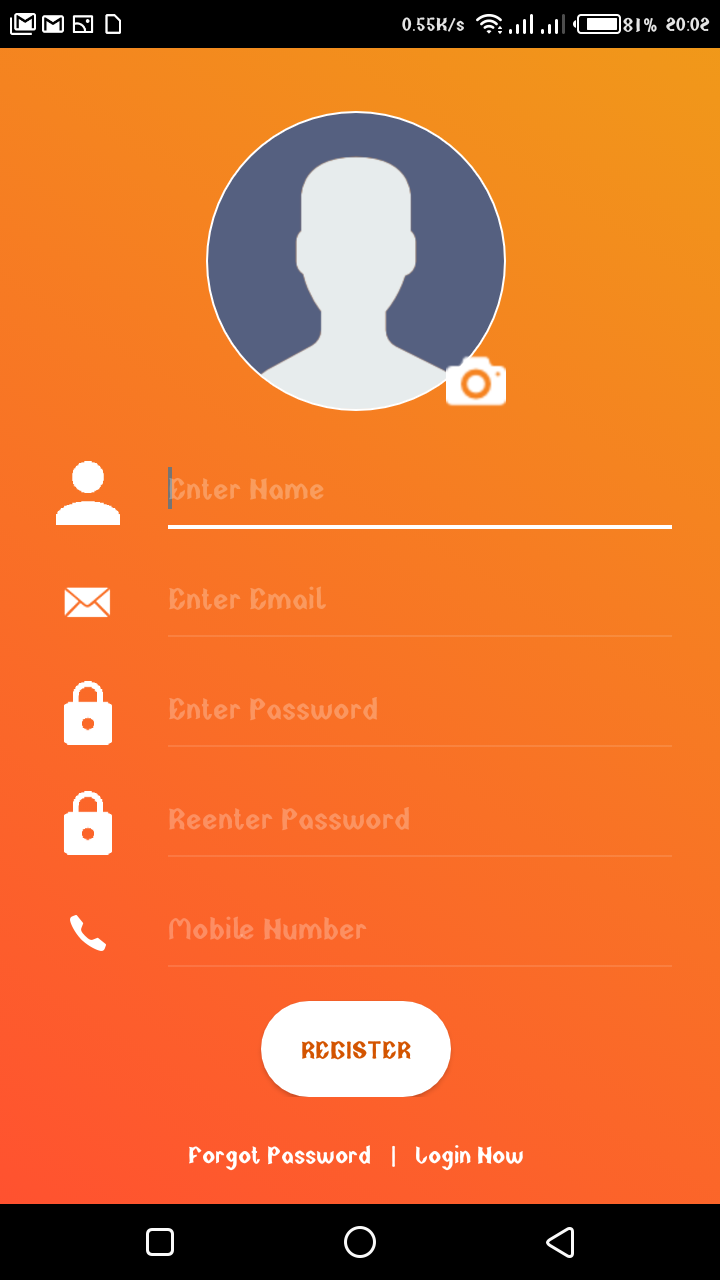 0.55K/s 81% 20:02
Enter Name
Enter Email
Enter Password
Reenter Password
Mobile Number
REGISTER
Forgot Password | Login Now